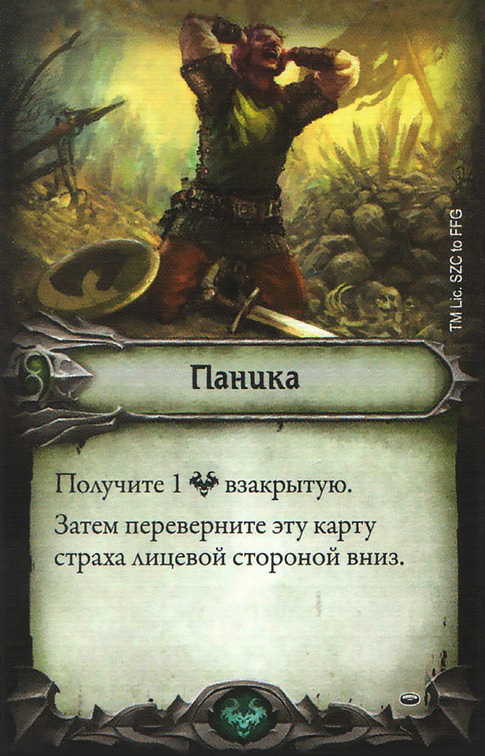 TM Lic. SZC to FFG
Паника
Получите 1 взакрытую.
Затем переверните эту карту
страха лицевой стороной вниз.